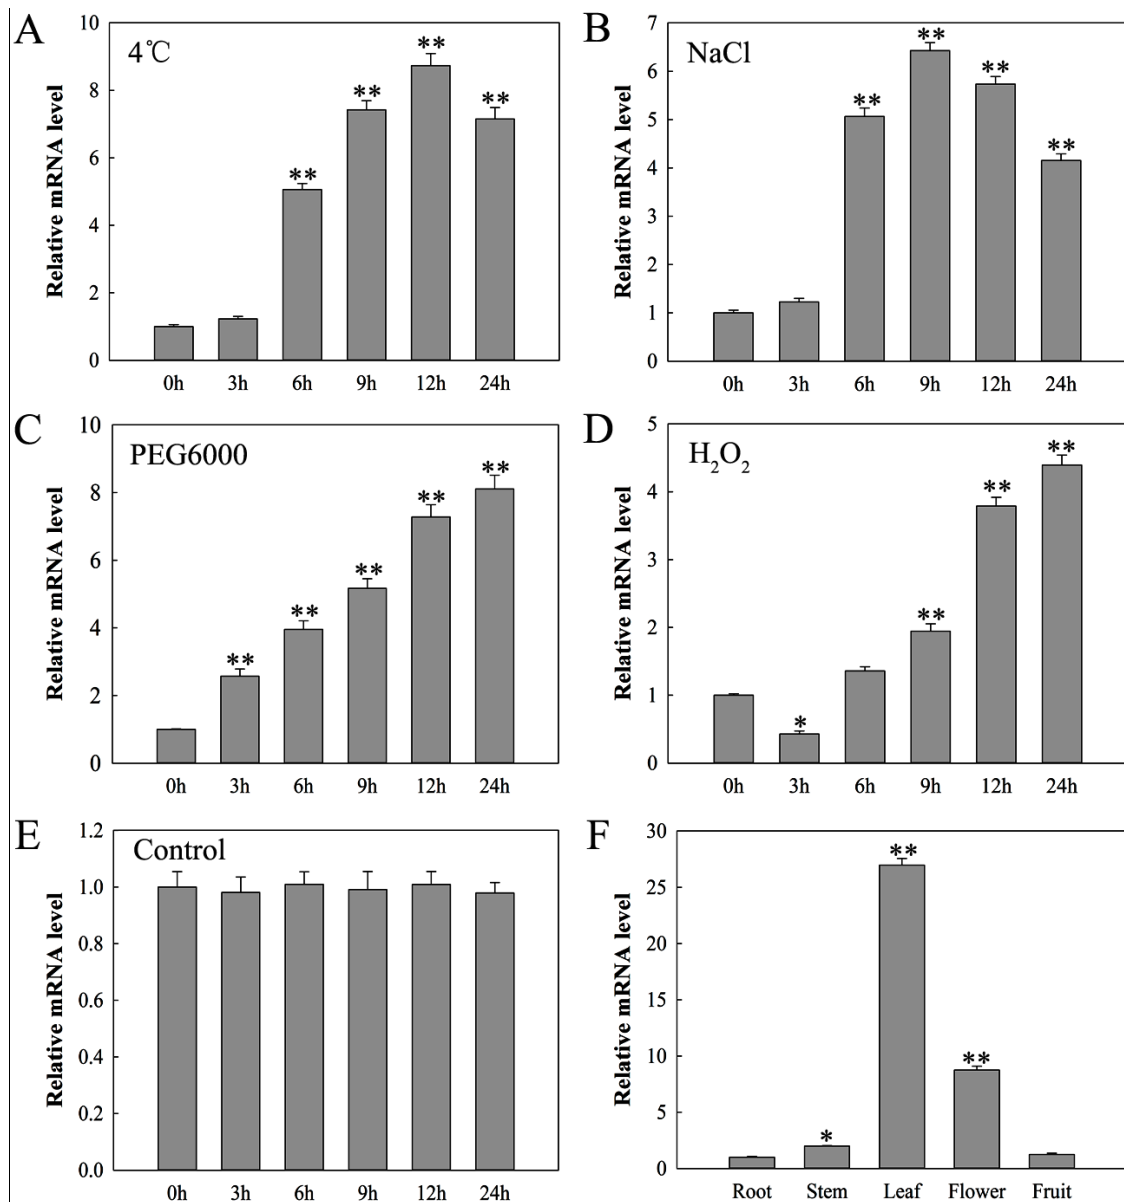 A
4℃
Relative mRNA level
10
8
6
4
2
0
** ** ** **
0h 3h 6h 9h 12h 24h
B
NaCl
Relative mRNA level
7
6
5
4
3
2
1
0
** ** ** **
0h 3h 6h 9h 12h 24h
C
PEG6000
Relative mRNA level
10
8
6
4
2
0
** ** ** ** **
0h 3h 6h 9h 12h 24h
D
H₂O₂
Relative mRNA level
5
4
3
2
1
0
* ** ** **
0h 3h 6h 9h 12h 24h
E
Control
Relative mRNA level
1.2
1.0
0.8
0.6
0.4
0.2
0.0
0h 3h 6h 9h 12h 24h
F
Relative mRNA level
30
25
20
15
10
5
0
* ** **
Root Stem Leaf Flower Fruit